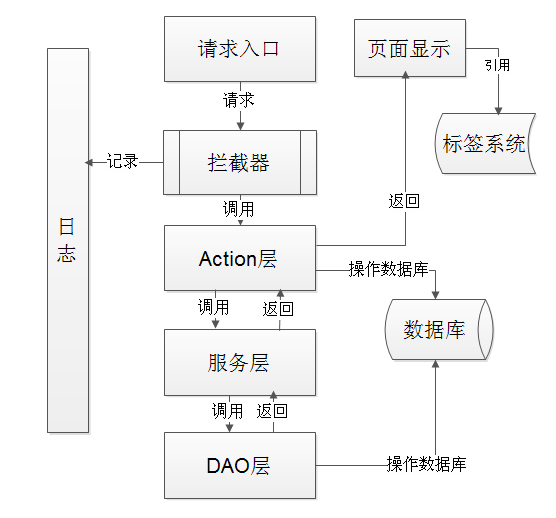 请求入口
页面显示
引用
请求
标签系统
记录
拦截器
调用
返回
日
志
Action层
操作数据库
调用
返回
数据库
服务层
调用
返回
DAO层
操作数据库